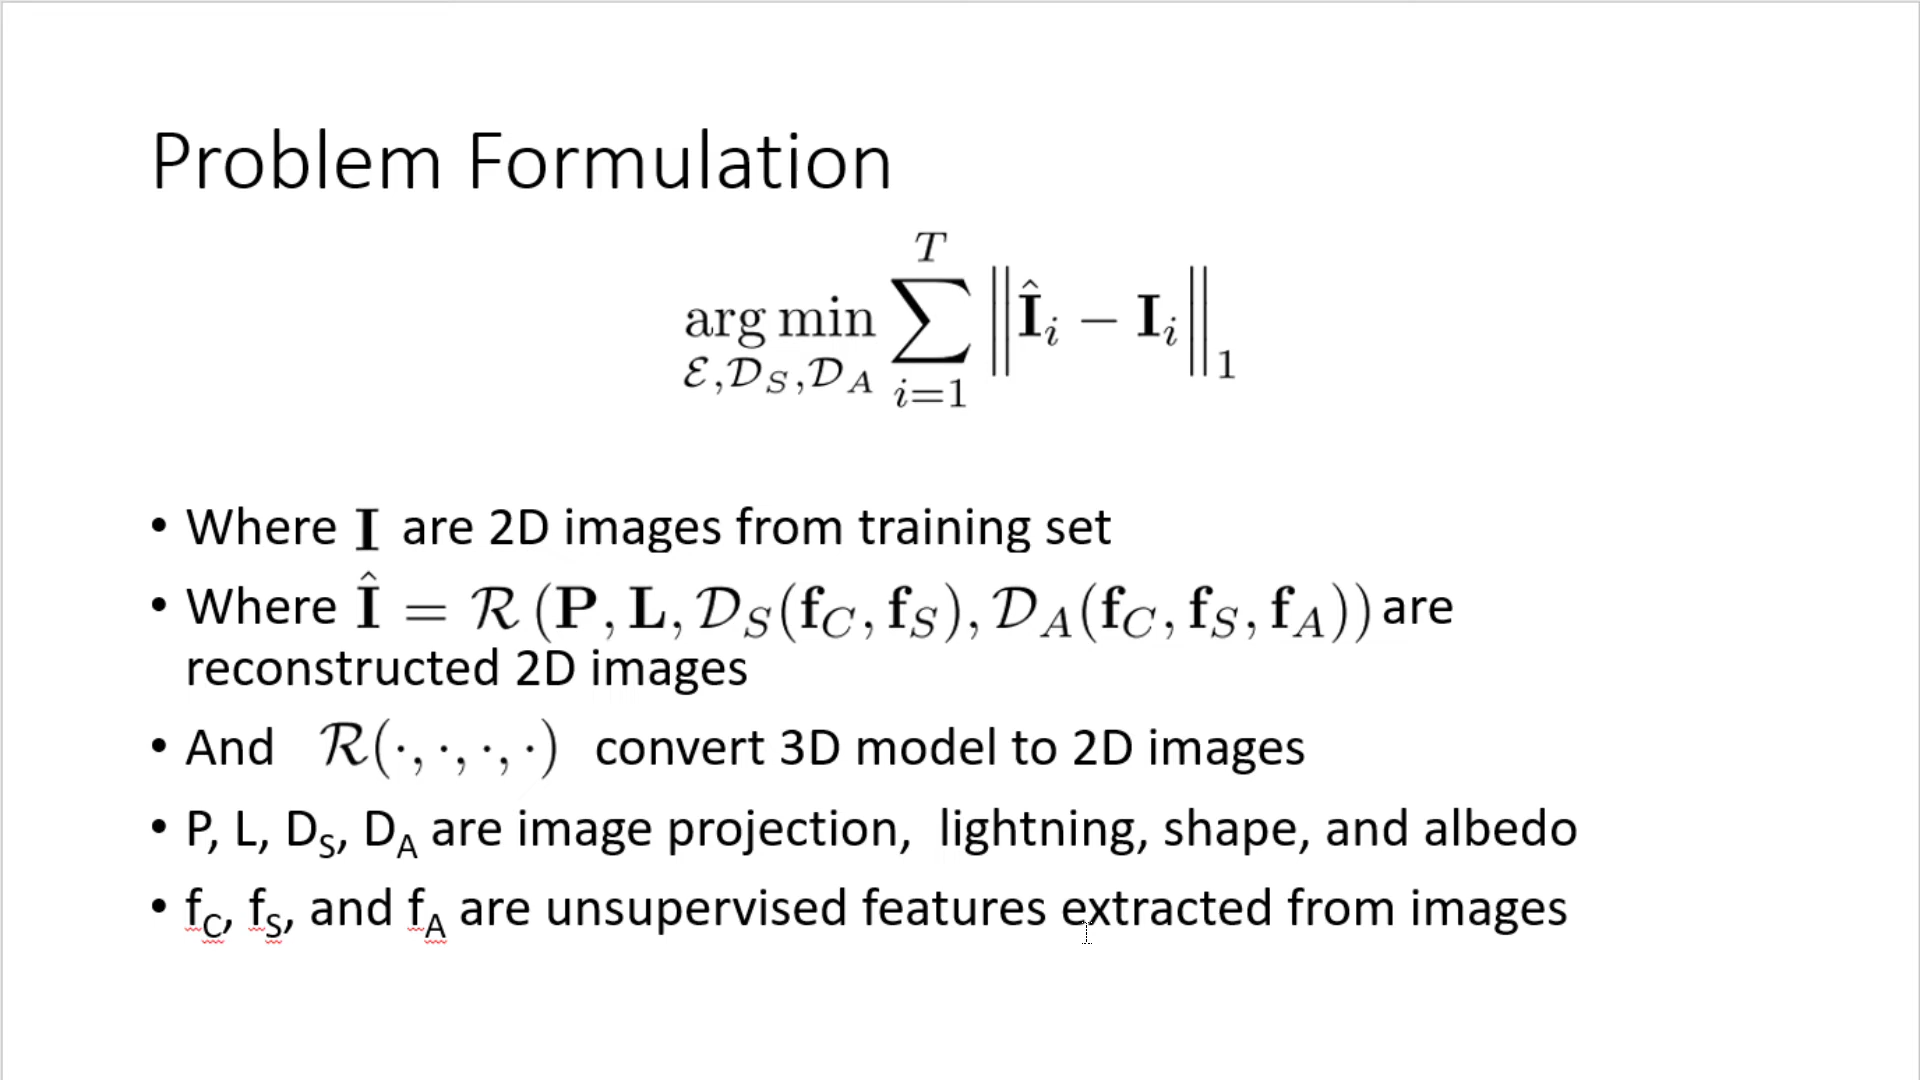 Problem Formulation
arg min_{ℰ,𝒟_S,𝒟_A} ∑_{i=1}^{T} ‖Î_i − I_i‖_1
• Where I are 2D images from training set
• Where Î = ℛ (P, L, 𝒟_S(f_C, f_S), 𝒟_A(f_C, f_S, f_A)) are
reconstructed 2D images
• And ℛ(·, ·, ·, ·) convert 3D model to 2D images
• P, L, D_S, D_A are image projection, lightning, shape, and albedo
• f_C, f_S, and f_A are unsupervised features extracted from images